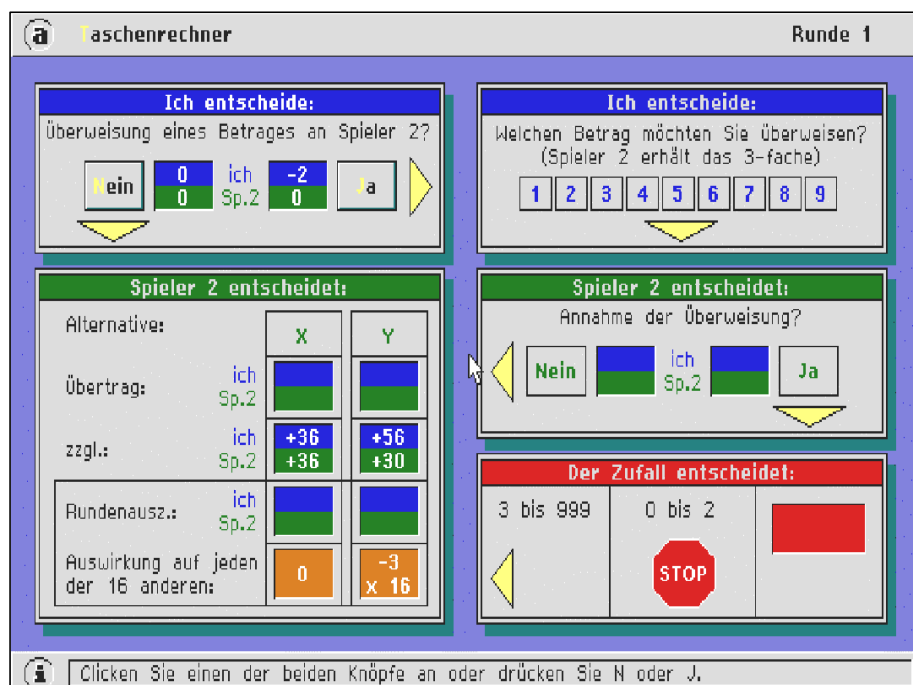 a Taschenrechner Runde 1
Ich entscheide:
Überweisung eines Betrages an Spieler 2?
Nein 0 ich -2 Ja
0 Sp.2 0
Ich entscheide:
Welchen Betrag möchten Sie überweisen?
(Spieler 2 erhält das 3-fache)
1 2 3 4 5 6 7 8 9
Spieler 2 entscheidet:
Alternative: X Y
Übertrag: ich
Sp.2
zzgl.: ich +36 +56
Sp.2 +36 +30
Rundenausz.: ich
Sp.2
Auswirkung auf jeden
der 16 anderen: 0 -3
x 16
Spieler 2 entscheidet:
Annahme der Überweisung?
Nein ich Ja
Sp.2
Der Zufall entscheidet:
3 bis 999 0 bis 2
STOP
i Clicken Sie einen der beiden Knöpfe an oder drücken Sie N oder J.